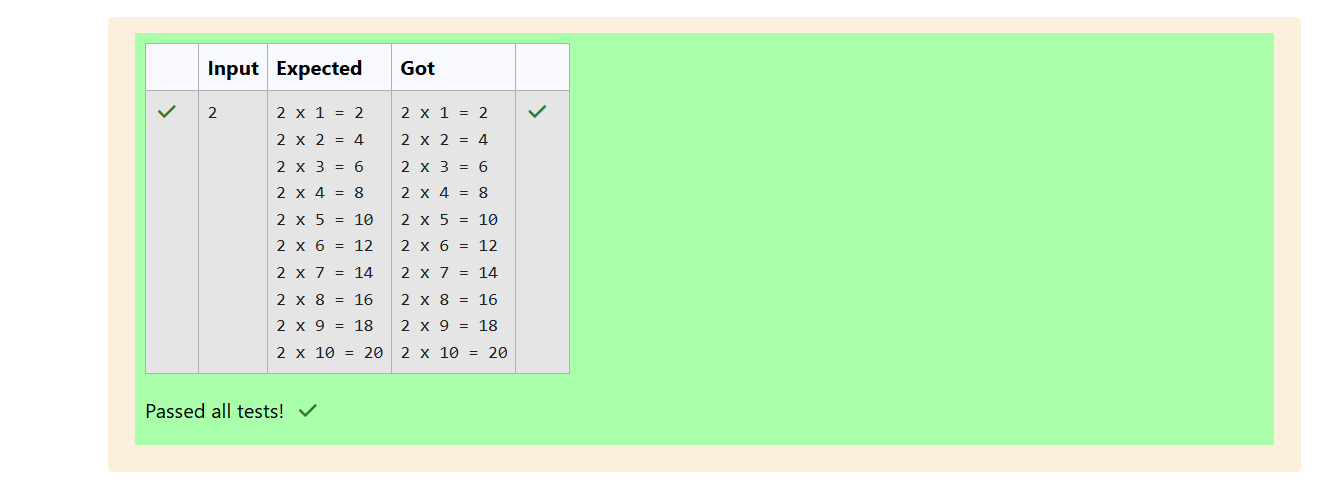 Input Expected Got
2 2 x 1 = 2 2 x 1 = 2
2 x 2 = 4 2 x 2 = 4
2 x 3 = 6 2 x 3 = 6
2 x 4 = 8 2 x 4 = 8
2 x 5 = 10 2 x 5 = 10
2 x 6 = 12 2 x 6 = 12
2 x 7 = 14 2 x 7 = 14
2 x 8 = 16 2 x 8 = 16
2 x 9 = 18 2 x 9 = 18
2 x 10 = 20 2 x 10 = 20
Passed all tests!